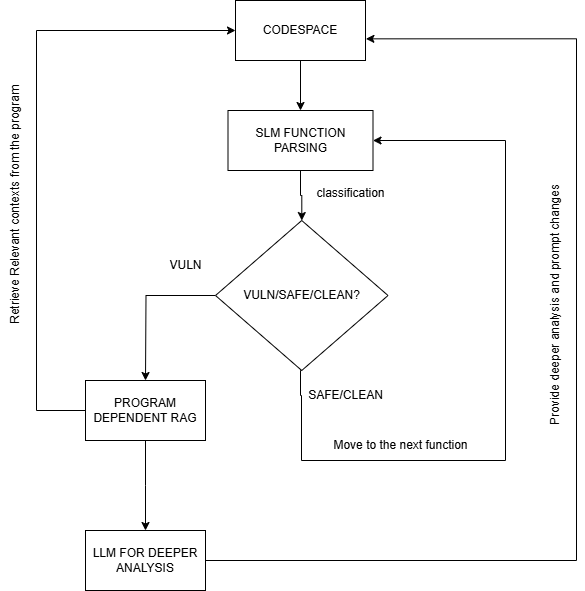 CODESPACE
SLM FUNCTION
PARSING
classification
VULN
VULN/SAFE/CLEAN?
SAFE/CLEAN
Move to the next function
PROGRAM
DEPENDENT RAG
LLM FOR DEEPER
ANALYSIS
Retrieve Relevant contexts from the program
Provide deeper analysis and prompt changes